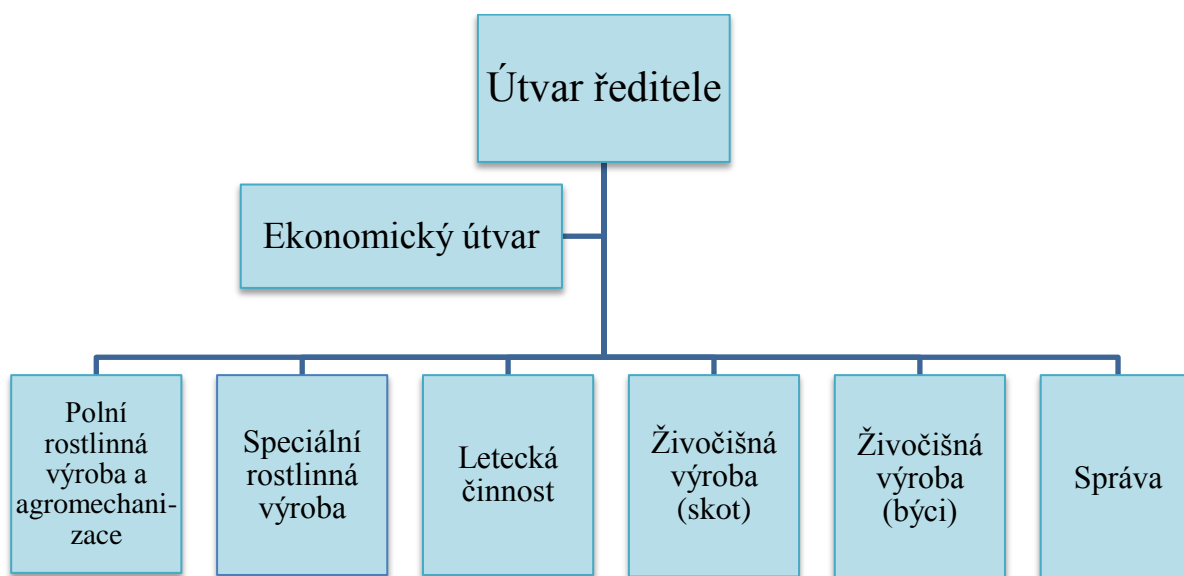 Útvar ředitele
Ekonomický útvar
Polní
rostlinná
výroba a
agromechani-
zace
Speciální
rostlinná
výroba
Letecká
činnost
Živočišná
výroba
(skot)
Živočišná
výroba
(býci)
Správa